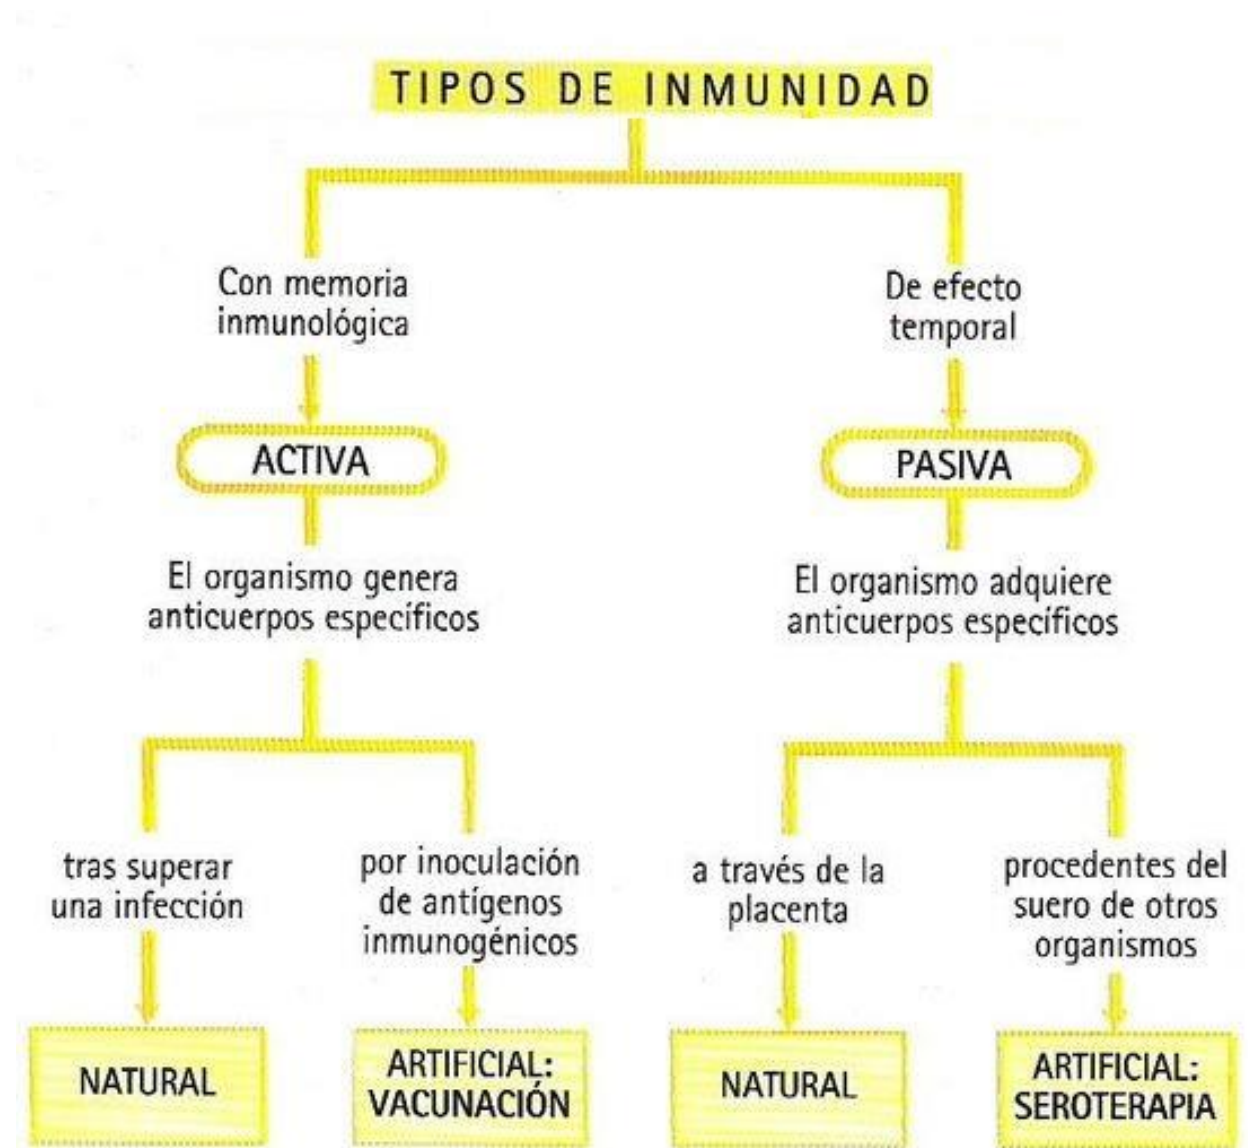 TIPOS DE INMUNIDAD
Con memoria
inmunológica
De efecto
temporal
ACTIVA
PASIVA
El organismo genera
anticuerpos específicos
El organismo adquiere
anticuerpos específicos
tras superar
una infección
por inoculación
de antígenos
inmunogénicos
a través de la
placenta
procedentes del
suero de otros
organismos
NATURAL
ARTIFICIAL:
VACUNACIÓN
NATURAL
ARTIFICIAL:
SEROTERAPIA